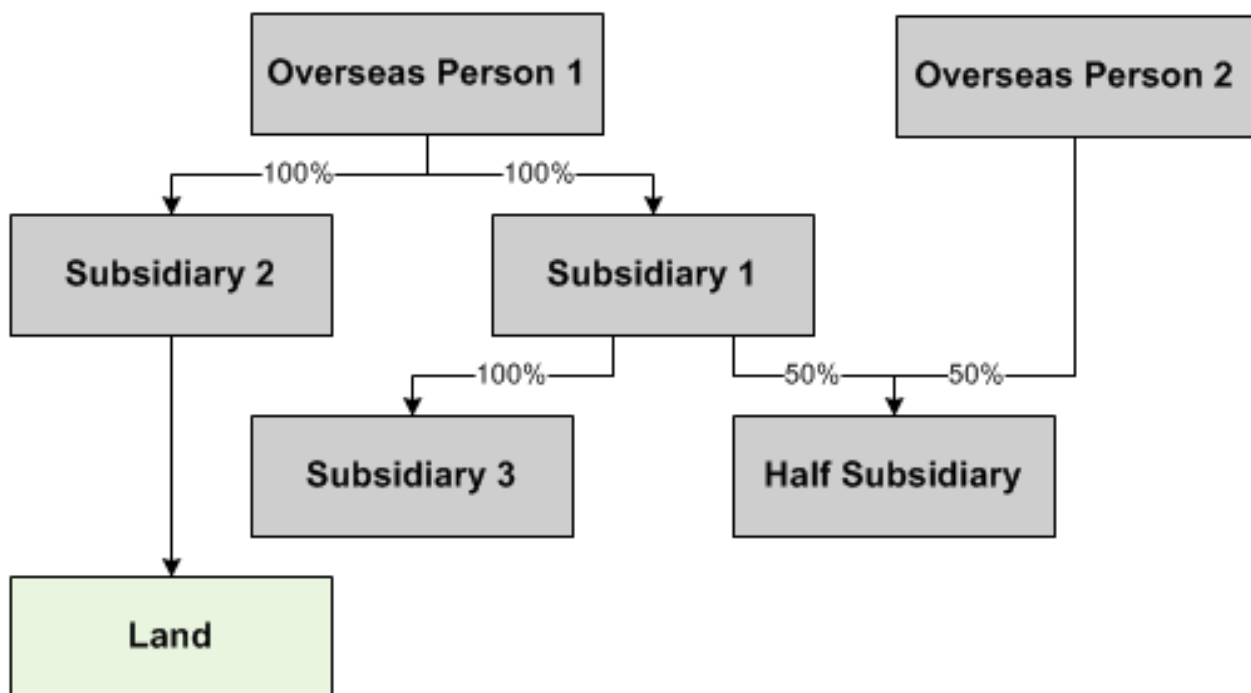 Overseas Person 1
Overseas Person 2
100%
100%
Subsidiary 2
Subsidiary 1
100%
50%
50%
Subsidiary 3
Half Subsidiary
Land